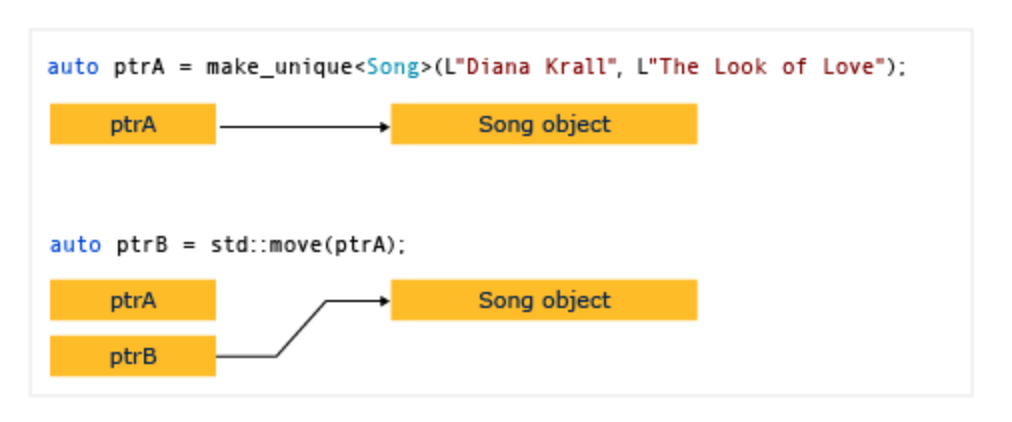 auto ptrA = make_unique<Song>(L"Diana Krall", L"The Look of Love");
ptrA Song object
auto ptrB = std::move(ptrA);
ptrA Song object
ptrB